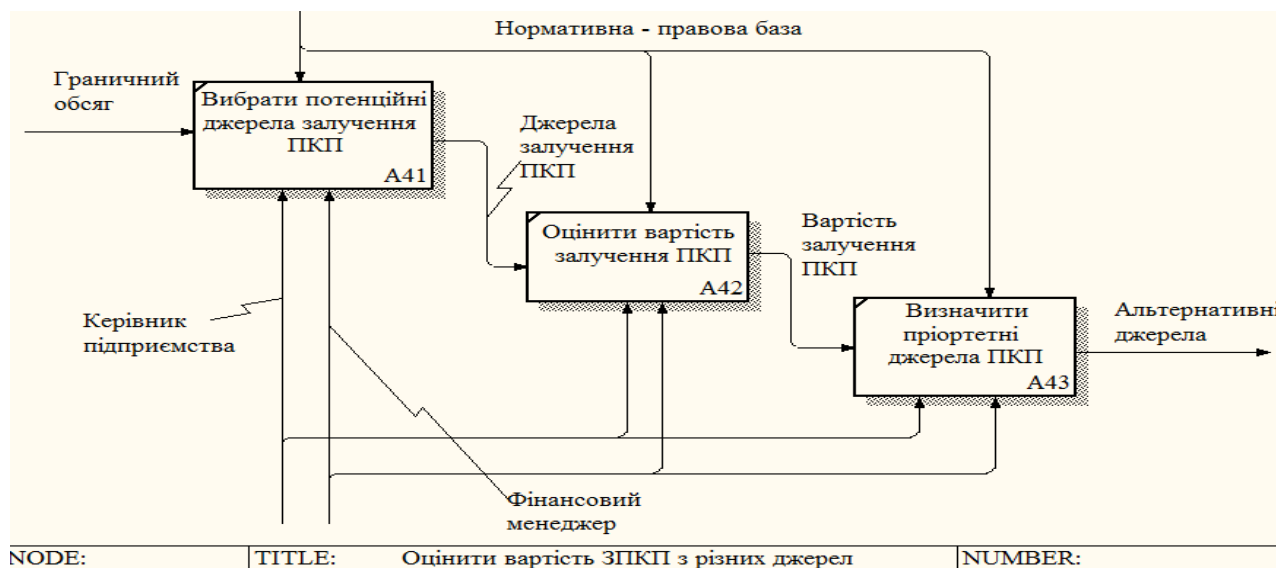 Нормативна - правова база
Граничний
обсяг
Вибрати потенційні
джерела залучення
ПКП
A41
Джерела
залучення
ПКП
Оцінити вартість
залучення ПКП
A42
Вартість
залучення
ПКП
Визначити
пріортетні
джерела ПКП
A43
Альтернативні
джерела
Керівник
підприємства
Фінансовий
менеджер
NODE:
TITLE:
Оцінити вартість ЗПКП з різних джерел
NUMBER: